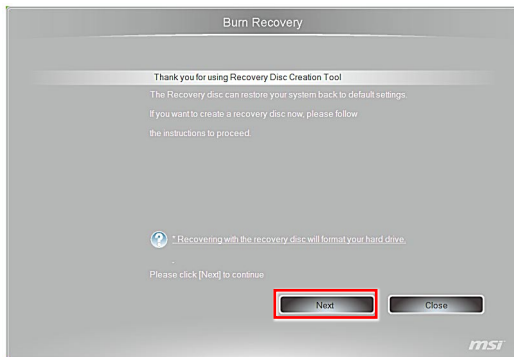 Burn Recovery
Thank you for using Recovery Disc Creation Tool
The Recovery disc can restore your system back to default settings.
If you want to create a recovery disc now, please follow
the instructions to proceed.
* Recovering with the recovery disc will format your hard drive.
.
Please click [Next] to continue
Next
Close
msi